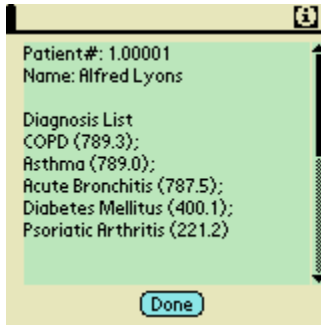 Patient#: 1.00001
Name: Alfred Lyons
Diagnosis List
COPD (789.3);
Asthma (789.0);
Acute Bronchitis (787.5);
Diabetes Mellitus (400.1);
Psoriatic Arthritis (221.2)
Done